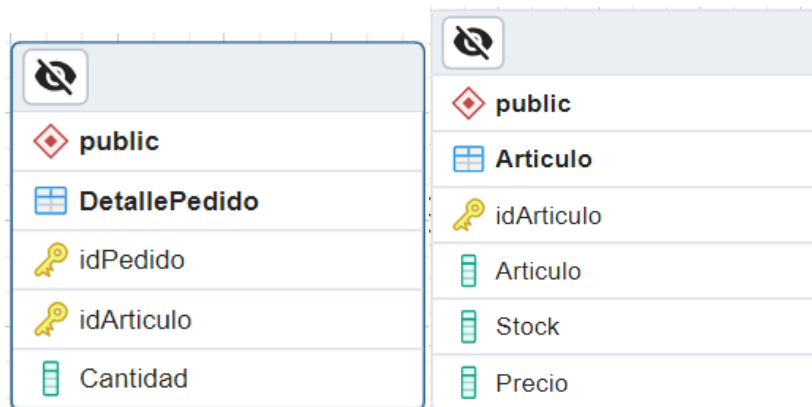 public
DetallePedido
idPedido
idArticulo
Cantidad
public
Articulo
idArticulo
Articulo
Stock
Precio